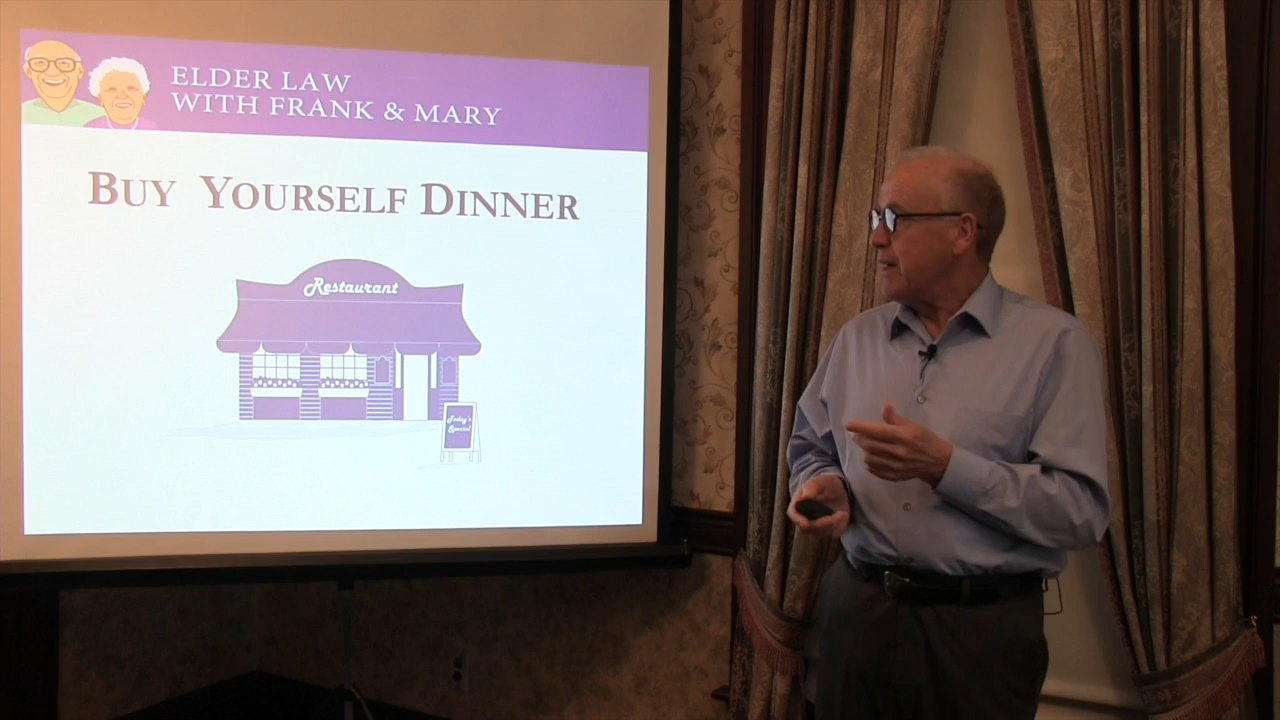 ELDER LAW
WITH FRANK & MARY
BUY YOURSELF DINNER
Restaurant
Today's
Special